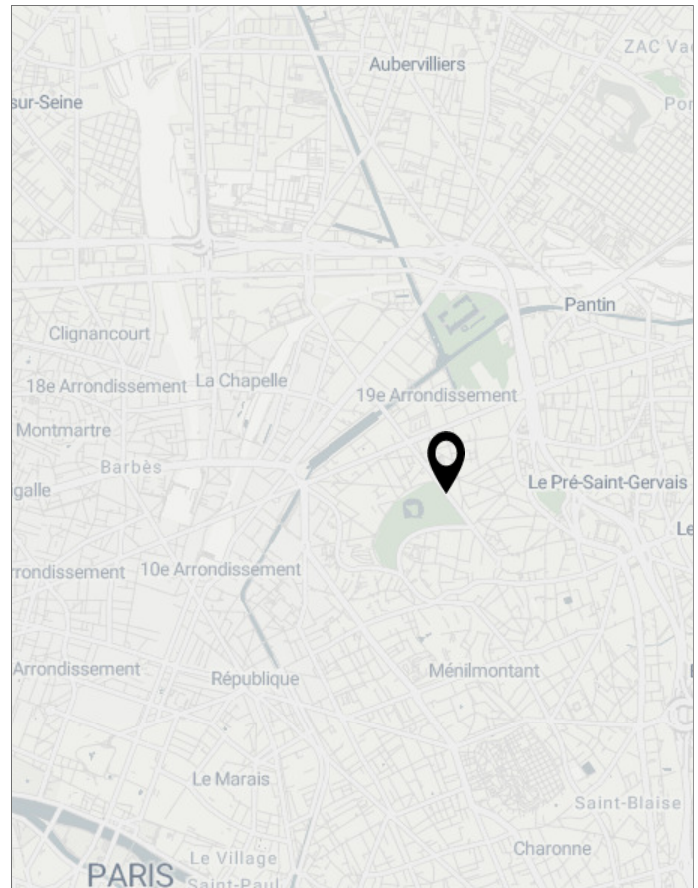 ZAC Va
Aubervilliers
sur-Seine
Por
Pantin
Clignancourt
18e Arrondissement
La Chapelle
19e Arrondissement
Montmartre
Barbès
Le Pré-Saint-Gervais
galle
Le
rrondissement
10e Arrondissement
Arrondissement
République
Ménilmontant
Le Marais
Saint-Blaise
Charonne
PARIS
Le Village
Saint-Paul